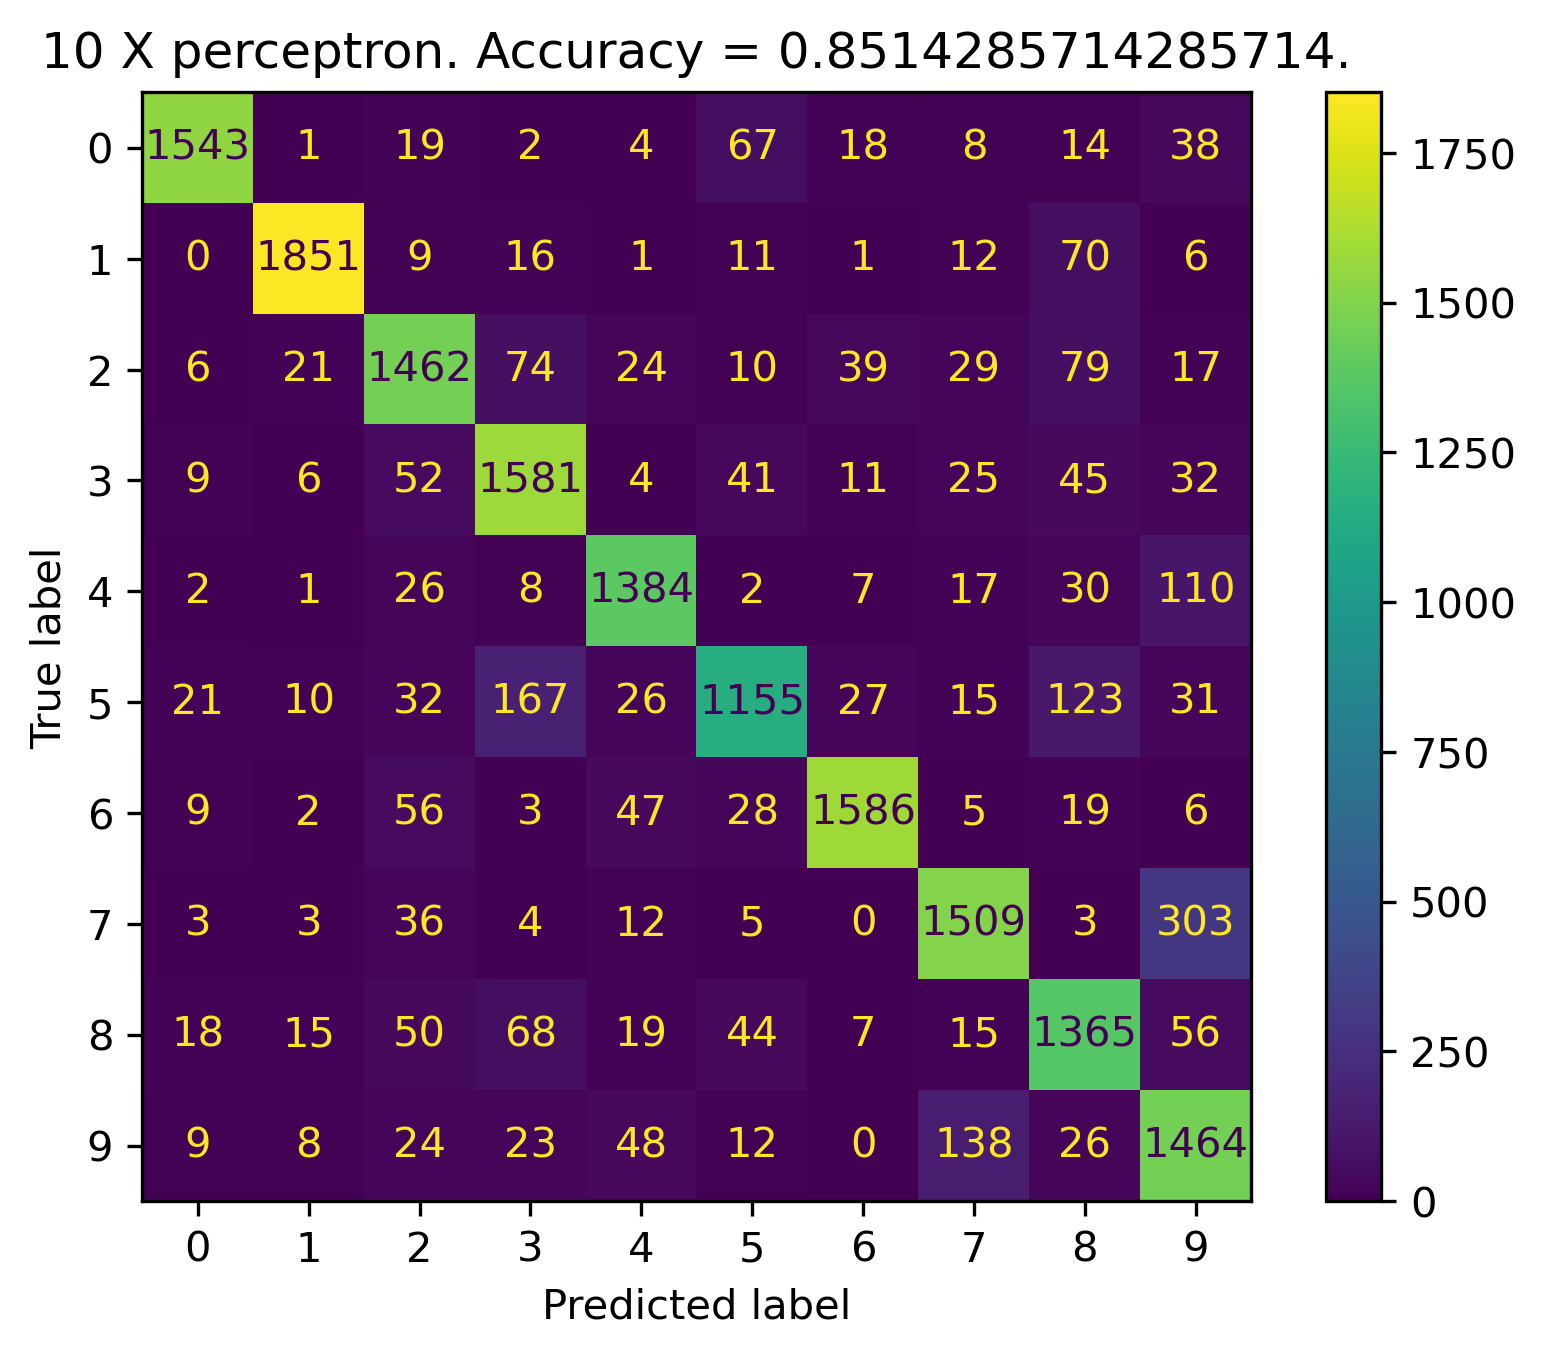 10 X perceptron. Accuracy = 0.8514285714285714.
0 1543 1 19 2 4 67 18 8 14 38
1 0 1851 9 16 1 11 1 12 70 6
2 6 21 1462 74 24 10 39 29 79 17
3 9 6 52 1581 4 41 11 25 45 32
4 2 1 26 8 1384 2 7 17 30 110
5 21 10 32 167 26 1155 27 15 123 31
6 9 2 56 3 47 28 1586 5 19 6
7 3 3 36 4 12 5 0 1509 3 303
8 18 15 50 68 19 44 7 15 1365 56
9 9 8 24 23 48 12 0 138 26 1464
0 1 2 3 4 5 6 7 8 9
Predicted label
True label
1750
1500
1250
1000
750
500
250
0